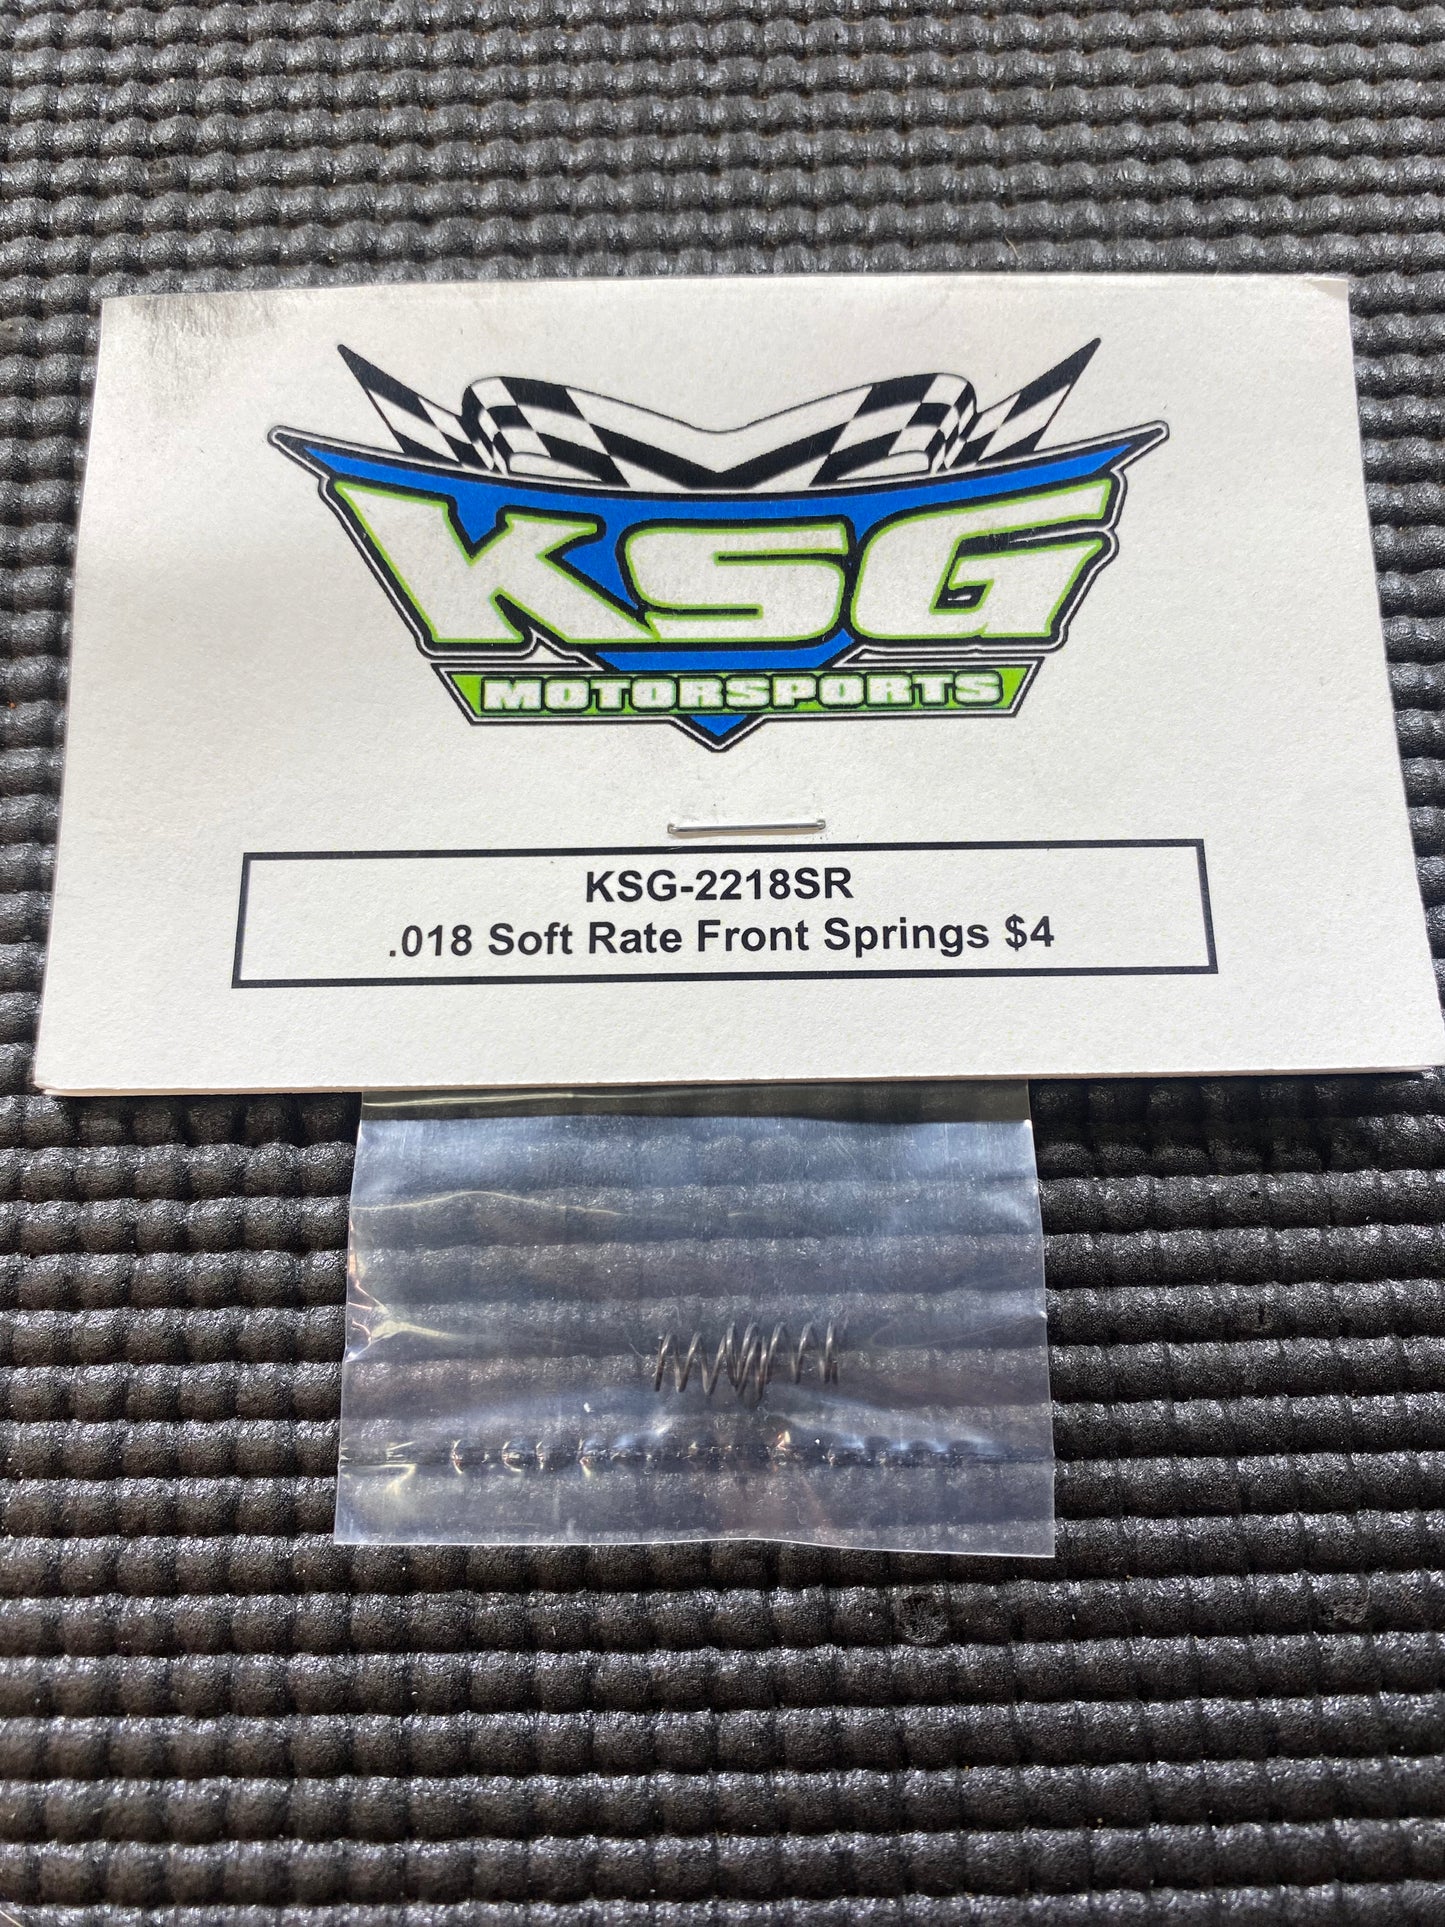 KSG
MOTORSPORTS
KSG-2218SR
.018 Soft Rate Front Springs $4